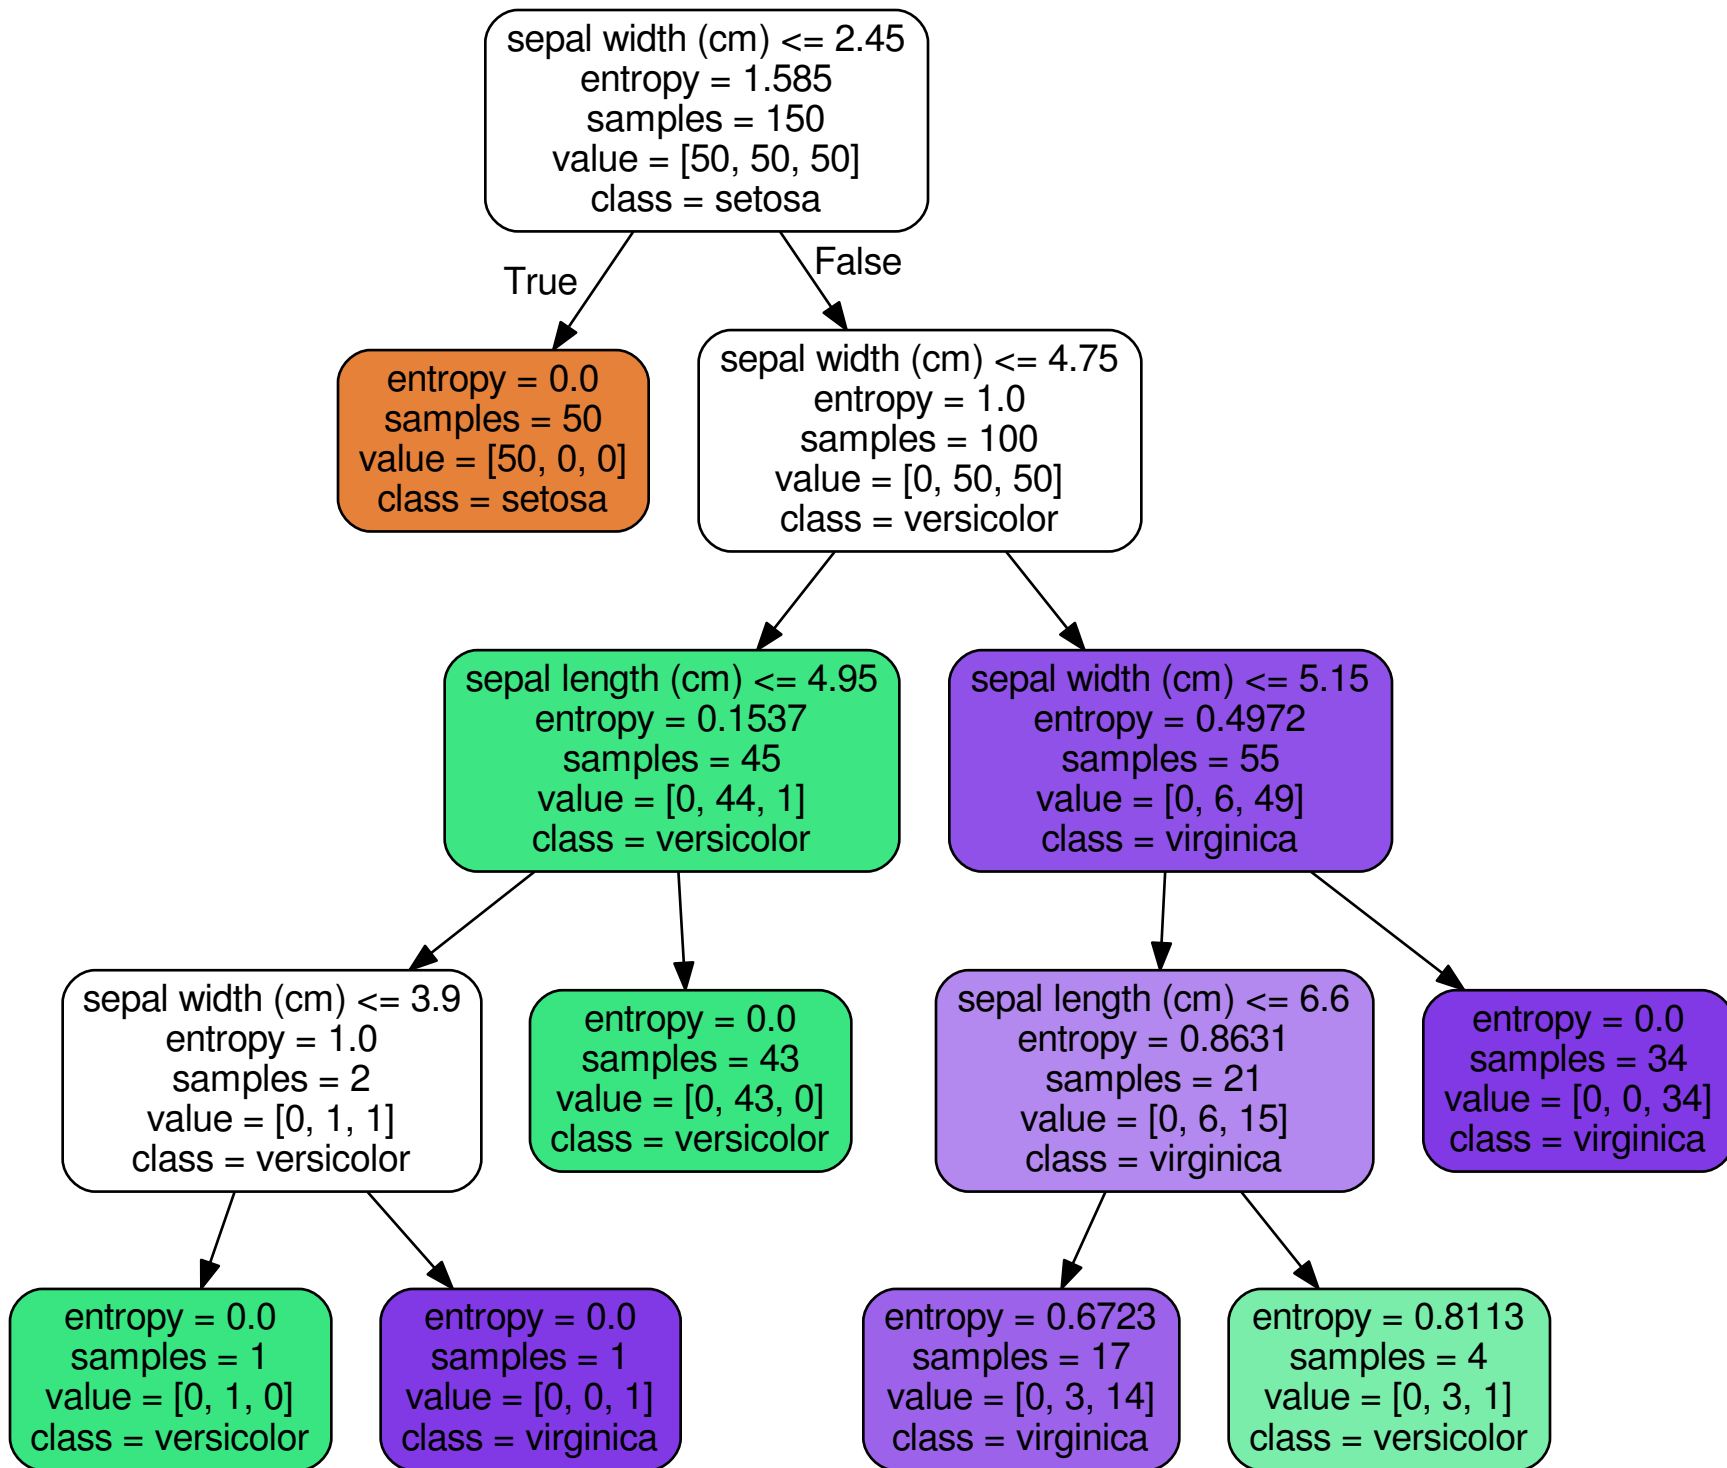 sepal width (cm) <= 2.45
entropy = 1.585
samples = 150
value = [50, 50, 50]
class = setosa
True
False
entropy = 0.0
samples = 50
value = [50, 0, 0]
class = setosa
sepal width (cm) <= 4.75
entropy = 1.0
samples = 100
value = [0, 50, 50]
class = versicolor
sepal length (cm) <= 4.95
entropy = 0.1537
samples = 45
value = [0, 44, 1]
class = versicolor
sepal width (cm) <= 5.15
entropy = 0.4972
samples = 55
value = [0, 6, 49]
class = virginica
sepal width (cm) <= 3.9
entropy = 1.0
samples = 2
value = [0, 1, 1]
class = versicolor
entropy = 0.0
samples = 43
value = [0, 43, 0]
class = versicolor
sepal length (cm) <= 6.6
entropy = 0.8631
samples = 21
value = [0, 6, 15]
class = virginica
entropy = 0.0
samples = 34
value = [0, 0, 34]
class = virginica
entropy = 0.0
samples = 1
value = [0, 1, 0]
class = versicolor
entropy = 0.0
samples = 1
value = [0, 0, 1]
class = virginica
entropy = 0.6723
samples = 17
value = [0, 3, 14]
class = virginica
entropy = 0.8113
samples = 4
value = [0, 3, 1]
class = versicolor